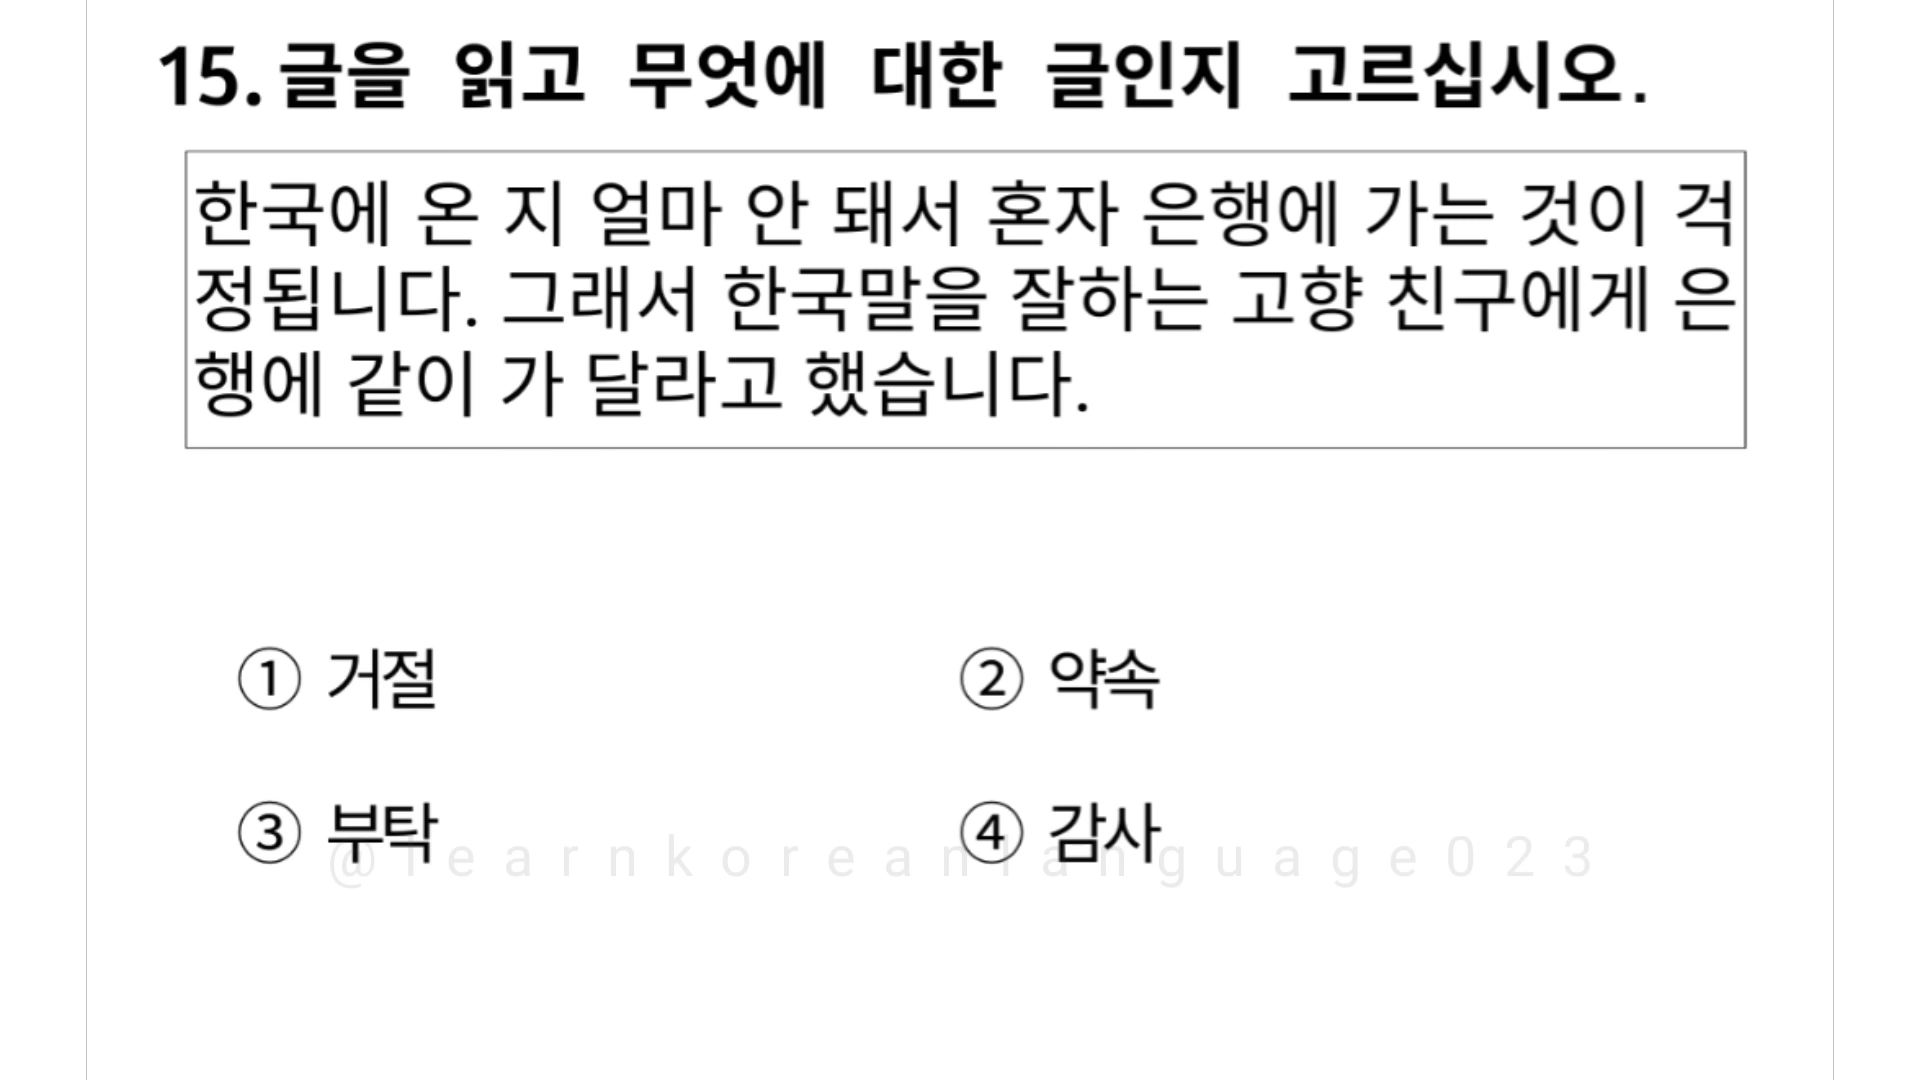 15. 글을 읽고 무엇에 대한 글인지 고르십시오.
한국에 온 지 얼마 안 돼서 혼자 은행에 가는 것이 걱
정됩니다. 그래서 한국말을 잘하는 고향 친구에게 은
행에 같이 가 달라고 했습니다.
① 거절 ② 약속
③ 부탁 ④ 감사
@learnkoreanlanguage023